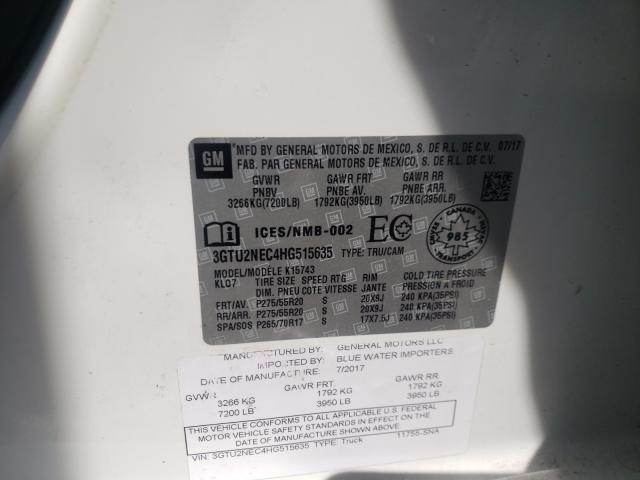 GM
MFD BY GENERAL MOTORS DE MEXICO, S. DE R.L. DE C.V. 07/17
FAB. PAR GENERAL MOTORS DE MEXICO, S. DE R.L. DE C.V.
GVWR GAWR FRT GAWR RR
PNBV PNBE AV. PNBE ARR.
3266KG(7200LB) 1792KG(3950LB) 1792KG(3950LB)
ICES/NMB-002 EC
CANADA
985
3GTU2NEC4HG515635 TYPE: TRU/CAM
MODEL/MODÈLE K15743
KL07 TIRE SIZE SPEED RTG RIM COLD TIRE PRESSURE
DIM. PNEU COTE VITESSE JANTE PRESSION A FROID
FRT/AV. P275/55R20 S 20X9J 240 KPA(35PSI)
RR/ARR. P275/55R20 S 20X9J 240 KPA(35PSI)
SPA/SOS P265/70R17 S 17X7.5J 240 KPA(35PSI)
MANUFACTURED BY: GENERAL MOTORS LLC
IMPORTED BY: BLUE WATER IMPORTERS
DATE OF MANUFACTURE: 7/2017
GVWR GAWR FRT. GAWR RR
3266 KG 1792 KG 1792 KG
7200 LB 3950 LB 3950 LB
THIS VEHICLE CONFORMS TO ALL APPLICABLE U.S. FEDERAL
MOTOR VEHICLE SAFETY STANDARDS IN EFFECT ON THE
DATE OF MANUFACTURE SHOWN ABOVE
11755-SNA
VIN: 3GTU2NEC4HG515635 TYPE: Truck